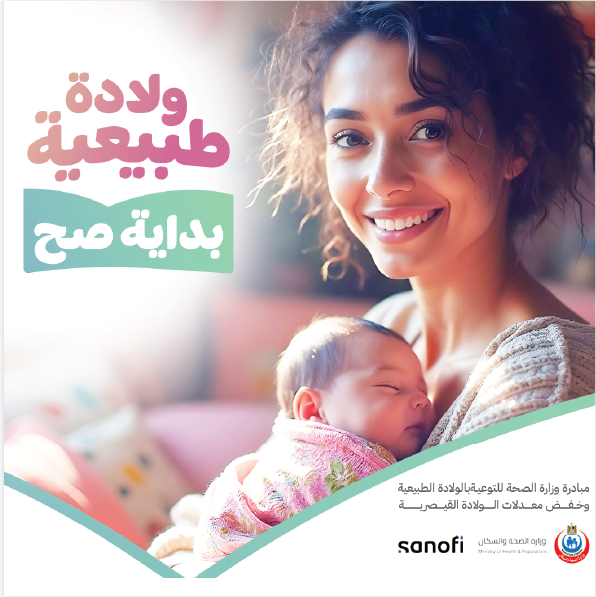 ولادة
طبيعية
بداية صح
مبادرة وزارة الصحة للتوعية بالولادة الطبيعية
وخفض معدلات الولادة القيصرية
sanofi
وزارة الصحة والسكان
Ministry of Health & Population